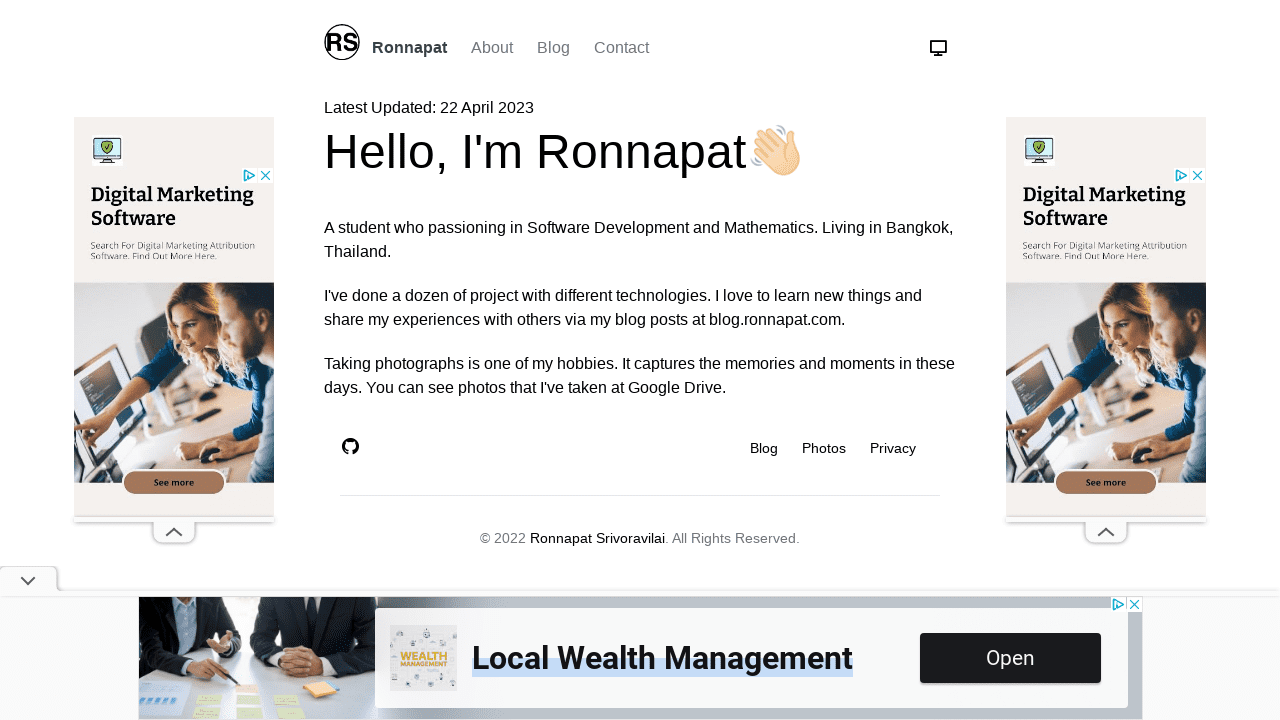 RS
Ronnapat About Blog Contact
Latest Updated: 22 April 2023
Hello, I'm Ronnapat
A student who passioning in Software Development and Mathematics. Living in Bangkok,
Thailand.
I've done a dozen of project with different technologies. I love to learn new things and
share my experiences with others via my blog posts at blog.ronnapat.com.
Taking photographs is one of my hobbies. It captures the memories and moments in these
days. You can see photos that I've taken at Google Drive.
Blog Photos Privacy
© 2022 Ronnapat Srivoravilai. All Rights Reserved.
Digital Marketing
Software
Search For Digital Marketing Attribution
Software. Find Out More Here.
See more
Digital Marketing
Software
Search For Digital Marketing Attribution
Software. Find Out More Here.
See more
WEALTH
MANAGEMENT
Local Wealth Management
Open